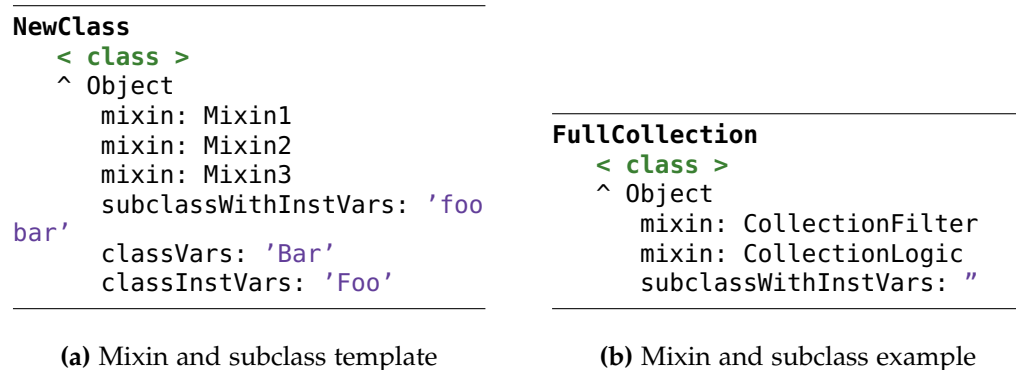 NewClass
< class >
^ Object
mixin: Mixin1
mixin: Mixin2
mixin: Mixin3
subclassWithInstVars: ’foo
bar’
classVars: ’Bar’
classInstVars: ’Foo’
(a) Mixin and subclass template
FullCollection
< class >
^ Object
mixin: CollectionFilter
mixin: CollectionLogic
subclassWithInstVars: ”
(b) Mixin and subclass example